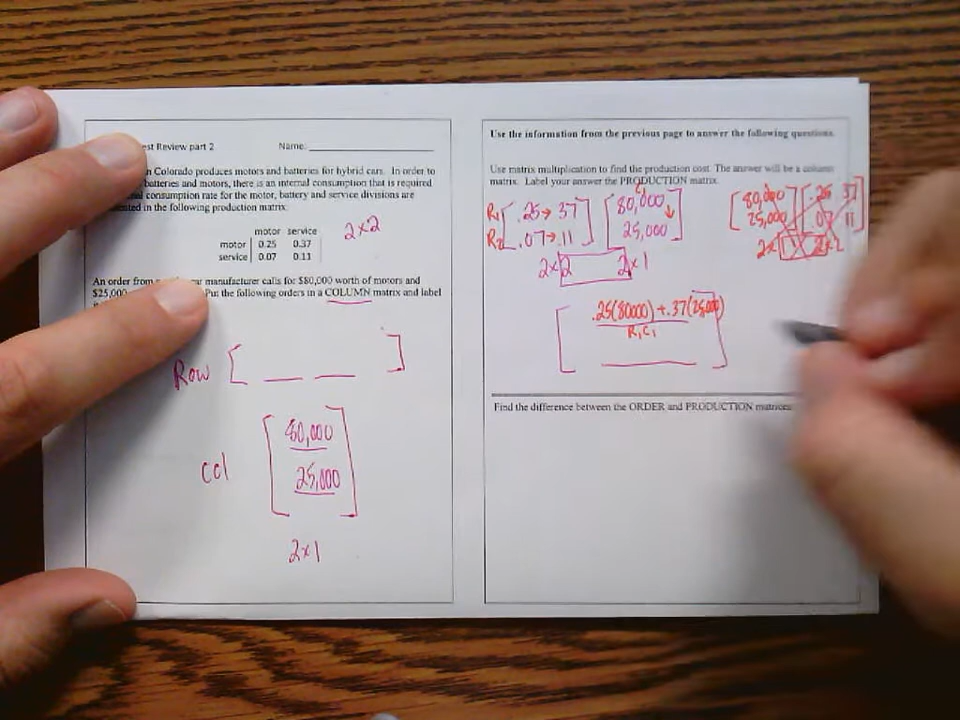 est Review part 2 Name:
n Colorado produces motors and batteries for hybrid cars. In order to
batteries and motors, there is an internal consumption that is required
al consumption rate for the motor, battery and service divisions are
ented in the following production matrix:
2x2
motor service
motor 0.25 0.37
service 0.07 0.11
An order from manufacturer calls for $80,000 worth of motors and
$25,000 Put the following orders in a COLUMN matrix and label
Row
Col
80,000
25,000
2x1
Use the information from the previous page to answer the following questions.
Use matrix multiplication to find the production cost. The answer will be a column
matrix. Label your answer the PRODUCTION matrix.
C1
R1 .25 → .37 80,000
R2 .07 → .11 25,000
2x2 2x1
80,000 .25 .37
25,000 .07 .11
2x1 2x2
.25(80000) + .37(25,000)
R1C1
Find the difference between the ORDER and PRODUCTION matrices